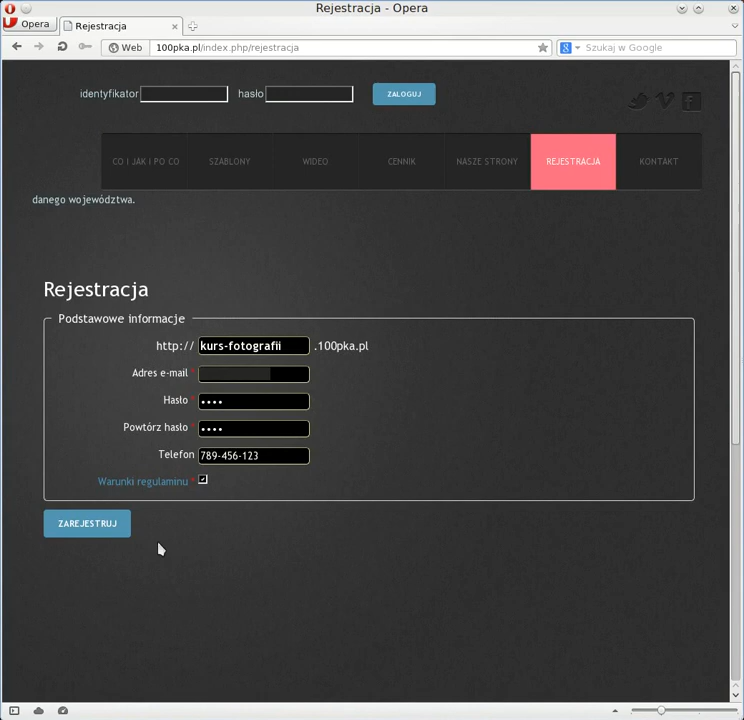 Rejestracja - Opera
Opera
Rejestracja
Web
100pka.pl/index.php/rejestracja
Szukaj w Google
identyfikator
hasło
ZALOGUJ
CO I JAK I PO CO
SZABLONY
WIDEO
CENNIK
NASZE STRONY
REJESTRACJA
KONTAKT
danego województwa.
Rejestracja
Podstawowe informacje
http:// kurs-fotografii .100pka.pl
Adres e-mail *
Hasło * ••••
Powtórz hasło * ••••
Telefon 789-456-123
Warunki regulaminu *
ZAREJESTRUJ